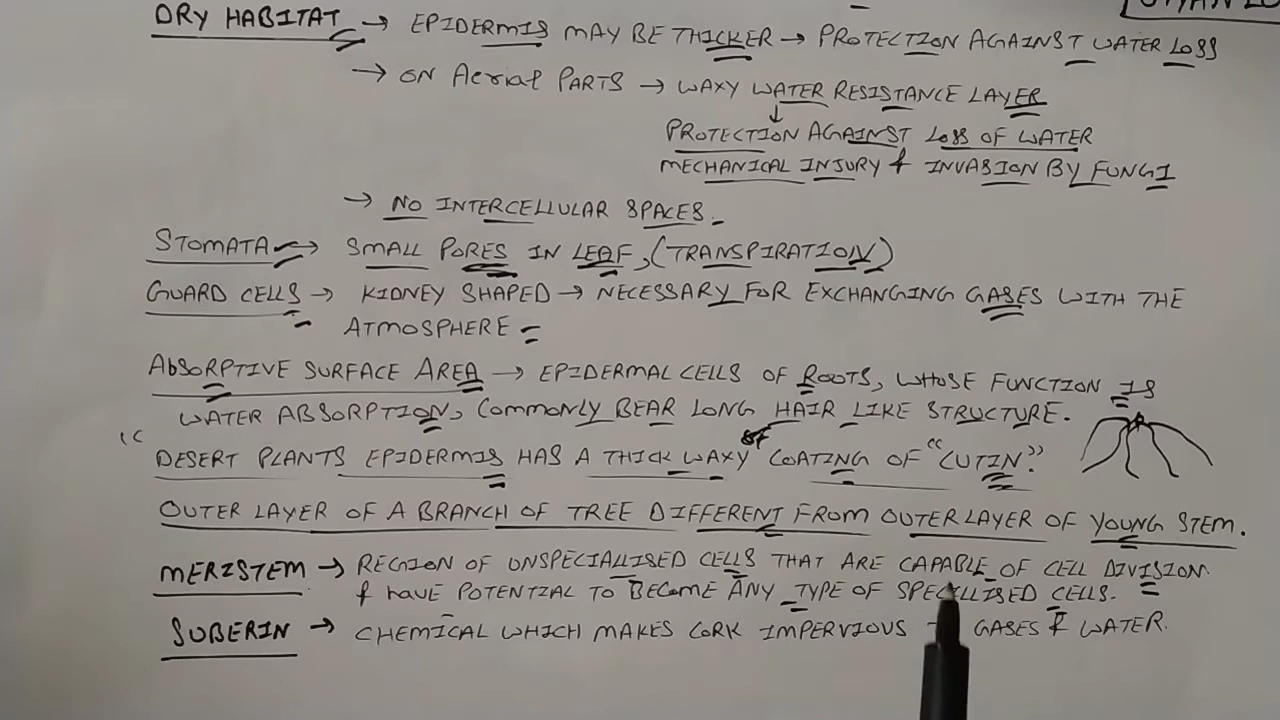 DRY HABITAT → EPIDERMIS MAY BE THICKER → PROTECTION AGAINST WATER LOSS
→ ON AERIAL PARTS → WAXY WATER RESISTANCE LAYER
↓
PROTECTION AGAINST LOSS OF WATER
MECHANICAL INJURY & INVASION BY FUNGI
→ NO INTERCELLULAR SPACES.
STOMATA → SMALL PORES IN LEAF, (TRANSPIRATION)
GUARD CELLS → KIDNEY SHAPED → NECESSARY FOR EXCHANGING GASES WITH THE
ATMOSPHERE
ABSORPTIVE SURFACE AREA → EPIDERMAL CELLS OF ROOTS, WHOSE FUNCTION IS
WATER ABSORPTION, COMMONLY BEAR LONG HAIR LIKE STRUCTURE.
DESERT PLANTS EPIDERMIS HAS A THICK WAXY COATING OF "CUTIN".
OUTER LAYER OF A BRANCH OF TREE DIFFERENT FROM OUTER LAYER OF YOUNG STEM.
MERISTEM → REGION OF UNSPECIALLISED CELLS THAT ARE CAPABLE OF CELL DIVISION
& HAVE POTENTIAL TO BECOME ANY TYPE OF SPECILLISED CELLS.
SUBERIN → CHEMICAL WHICH MAKES CORK IMPERVIOUS GASES & WATER.